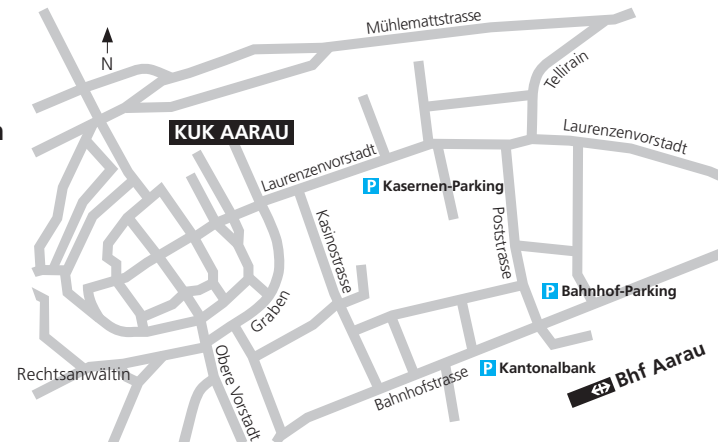 Mühlemattstrasse
N
Tellirain
n
KUK AARAU
Laurenzenvorstadt
Laurenzenvorstadt
P Kasernen-Parking
Kasinostrasse
Poststrasse
P Bahnhof-Parking
Graben
Obere Vorstadt
Rechtsanwältin
P Kantonalbank
Bahnhofstrasse
Bhf Aarau